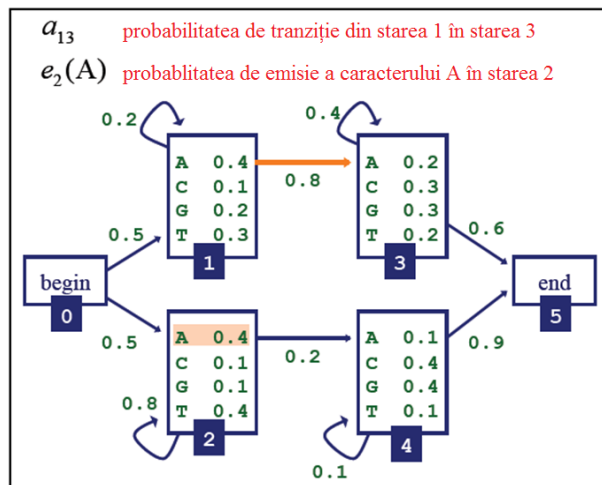 a13 probabilitatea de tranziție din starea 1 în starea 3
e2(A) probablitatea de emisie a caracterului A în starea 2
0.2
A 0.4
C 0.1
G 0.2
T 0.3
1
0.8
0.4
A 0.2
C 0.3
G 0.3
T 0.2
3
0.5
0.6
begin
0
end
5
0.5
A 0.4
C 0.1
G 0.1
T 0.4
2
0.8
0.2
A 0.1
C 0.4
G 0.4
T 0.1
4
0.1
0.9